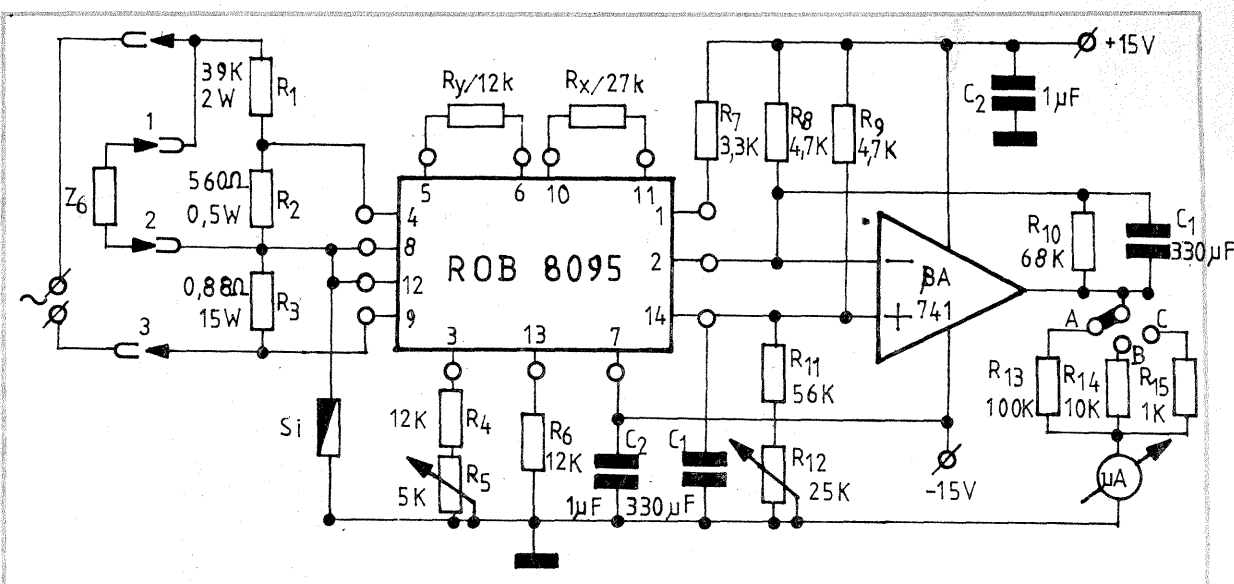 39K
2W
R1
1
560Ω
0,5W
R2
Z6
2
0,88Ω
15W
R3
~
3
Si
Ry/12k
Rx/27k
5
6
10
11
4
8
12
9
ROB 8095
1
2
14
3
13
7
R7
3,3K
R8
4,7K
R9
4,7K
+15V
C2
1µF
R10
68K
C1
330µF
βA
741
−
+
A
B
C
R13
100K
R14
10K
R15
1K
µA
12K
R4
R5
5K
R6
12K
C2
1µF
C1
330µF
R11
56K
R12
25K
-15V